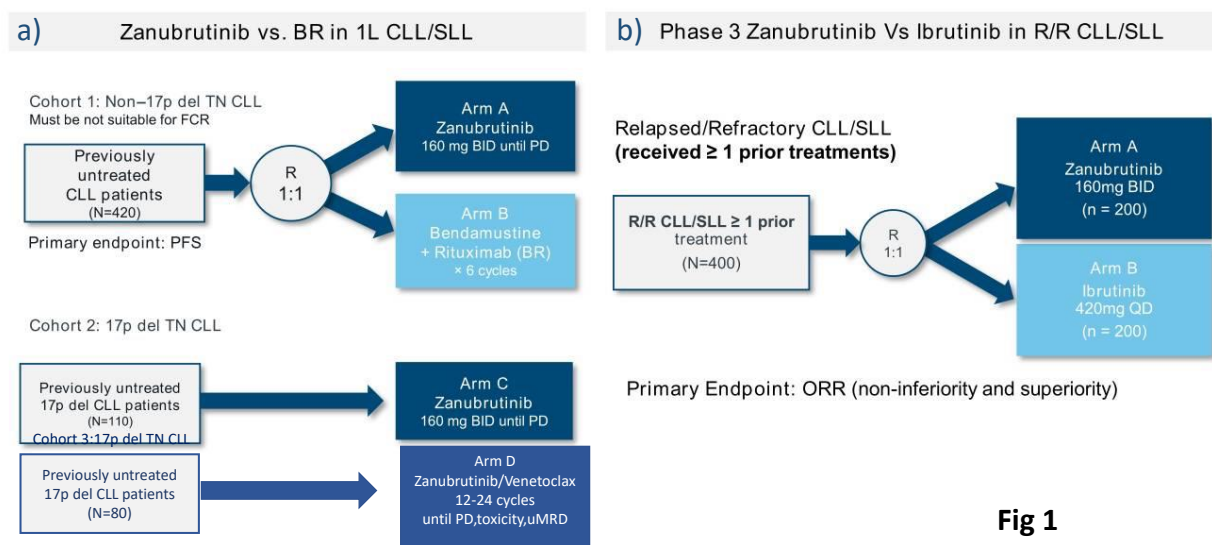 a) Zanubrutinib vs. BR in 1L CLL/SLL
Cohort 1: Non–17p del TN CLL
Must be not suitable for FCR
Previously
untreated
CLL patients
(N=420)
R
1:1
Arm A
Zanubrutinib
160 mg BID until PD
Arm B
Bendamustine
+ Rituximab (BR)
× 6 cycles
Primary endpoint: PFS
Cohort 2: 17p del TN CLL
Previously untreated
17p del CLL patients
(N=110)
Arm C
Zanubrutinib
160 mg BID until PD
Cohort 3:17p del TN CLL
Previously untreated
17p del CLL patients
(N=80)
Arm D
Zanubrutinib/Venetoclax
12-24 cycles
until PD,toxicity,uMRD
b) Phase 3 Zanubrutinib Vs Ibrutinib in R/R CLL/SLL
Relapsed/Refractory CLL/SLL
(received ≥ 1 prior treatments)
R/R CLL/SLL ≥ 1 prior
treatment
(N=400)
R
1:1
Arm A
Zanubrutinib
160mg BID
(n = 200)
Arm B
Ibrutinib
420mg QD
(n = 200)
Primary Endpoint: ORR (non-inferiority and superiority)
Fig 1